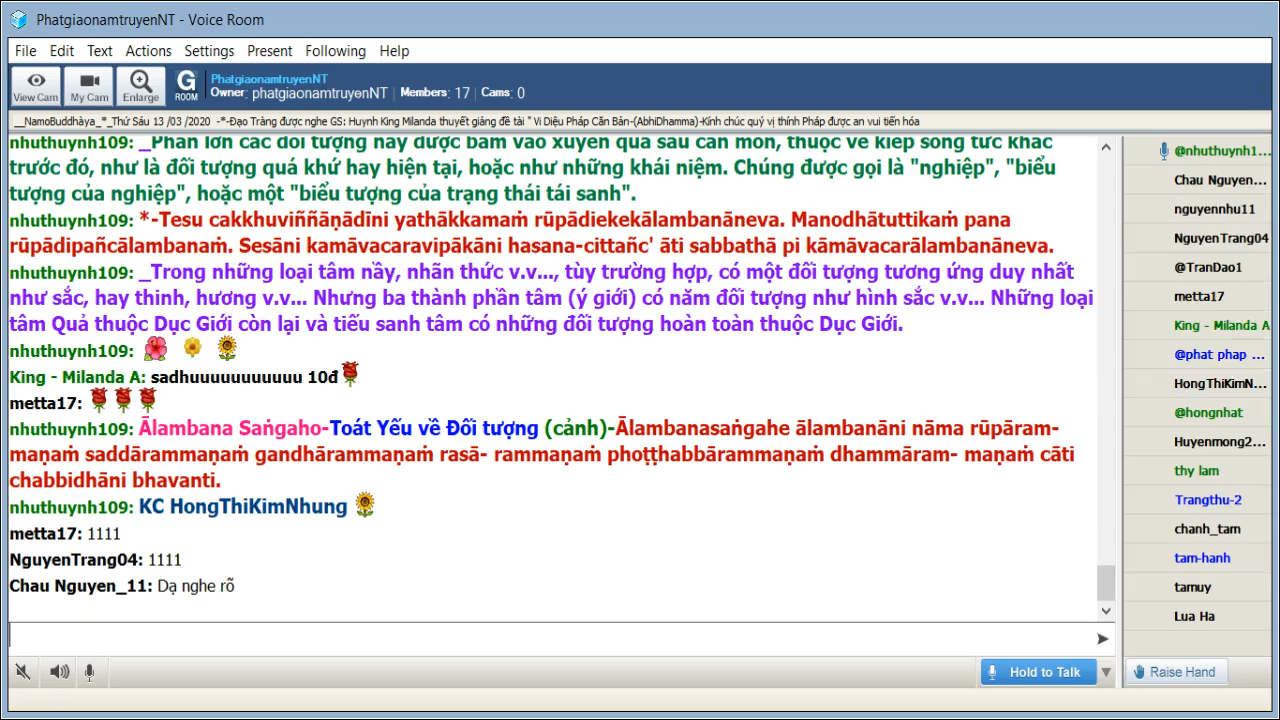 PhatgiaonamtruyenNT - Voice Room
File Edit Text Actions Settings Present Following Help
View Cam My Cam Enlarge G ROOM
PhatgiaonamtruyenNT
Owner: phatgiaonamtruyenNT Members: 17 Cams: 0
__NamoBuddhàya_*_Thứ Sáu 13 /03 /2020 -*-Đạo Tràng được nghe GS: Huynh King Milanda thuyết giảng đề tài " Vi Diệu Pháp Căn Bản-(AbhiDhamma)-Kính chúc quý vị thính Pháp được an vui tiến hóa
nhuthuynh109: _Phần lớn các đối tượng này được bám vào xuyên qua sáu căn môn, thuộc về kiếp sống tức khắc
trước đó, như là đối tượng quá khứ hay hiện tại, hoặc như những khái niệm. Chúng được gọi là "nghiệp", "biểu
tượng của nghiệp", hoặc một "biểu tượng của trạng thái tái sanh".
nhuthuynh109: *-Tesu cakkhuviññāṇādīni yathākkamaṁ rūpādiekekālambanāneva. Manodhātuttikaṁ pana
rūpādipañcālambanaṁ. Sesāni kamāvacaravipākāni hasana-cittañc' āti sabbathā pi kāmāvacarālambanāneva.
nhuthuynh109: _Trong những loại tâm nầy, nhãn thức v.v..., tùy trường hợp, có một đối tượng tương ứng duy nhất
như sắc, hay thinh, hương v.v... Nhưng ba thành phần tâm (ý giới) có năm đối tượng như hình sắc v.v... Những loại
tâm Quả thuộc Dục Giới còn lại và tiếu sanh tâm có những đối tượng hoàn toàn thuộc Dục Giới.
nhuthuynh109:
King - Milanda A: sadhuuuuuuuuuuu 10đ
metta17:
nhuthuynh109: Ālambana Saṅgaho-Toát Yếu về Đối tượng (cảnh)-Ālambanasaṅgahe ālambanāni nāma rūpāram-
maṇaṁ saddārammaṇaṁ gandhārammaṇaṁ rasā- rammaṇaṁ phoṭṭhabbārammaṇaṁ dhammāram- maṇaṁ cāti
chabbidhāni bhavanti.
nhuthuynh109: KC HongThiKimNhung
metta17: 1111
NguyenTrang04: 1111
Chau Nguyen_11: Dạ nghe rõ
@nhuthuynh1...
Chau Nguyen...
nguyennhu11
NguyenTrang04
@TranDao1
metta17
King - Milanda A
@phat phap ...
HongThiKimN...
@hongnhat
Huyenmong2...
thy lam
Trangthu-2
chanh_tam
tam-hanh
tamuy
Lua Ha
Hold to Talk
Raise Hand